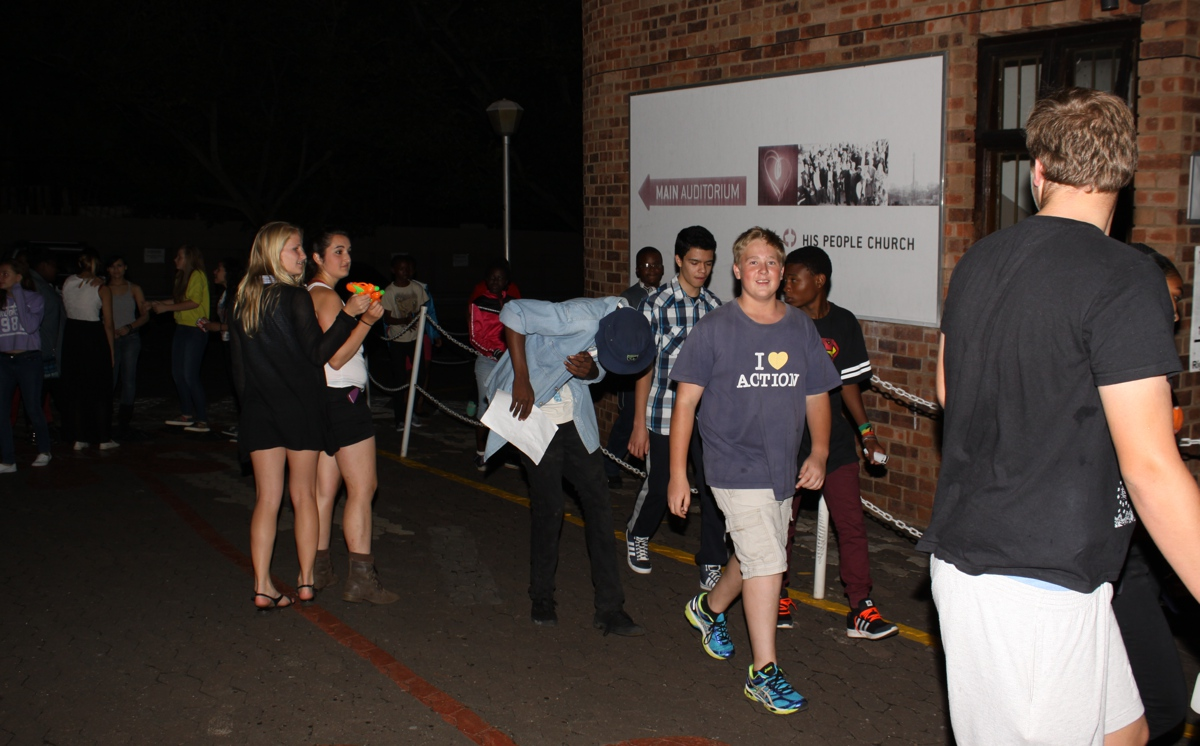 MAIN AUDITORIUM
HIS PEOPLE CHURCH
I
ACTION